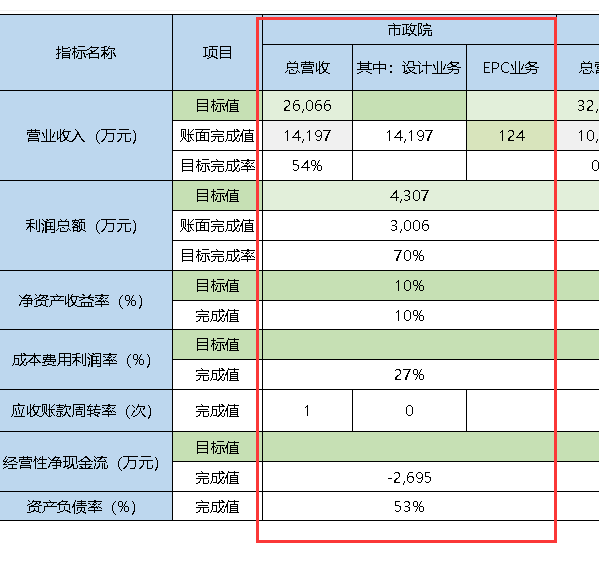 指标名称 项目 市政院
总营收 其中：设计业务 EPC业务 总营
营业收入（万元） 目标值 26,066 32,
账面完成值 14,197 14,197 124 10,
目标完成率 54% 0
利润总额（万元） 目标值 4,307
账面完成值 3,006
目标完成率 70%
净资产收益率（%） 目标值 10%
完成值 10%
成本费用利润率（%） 目标值
完成值 27%
应收账款周转率（次） 完成值 1 0
经营性净现金流（万元） 目标值
完成值 -2,695
资产负债率（%） 完成值 53%